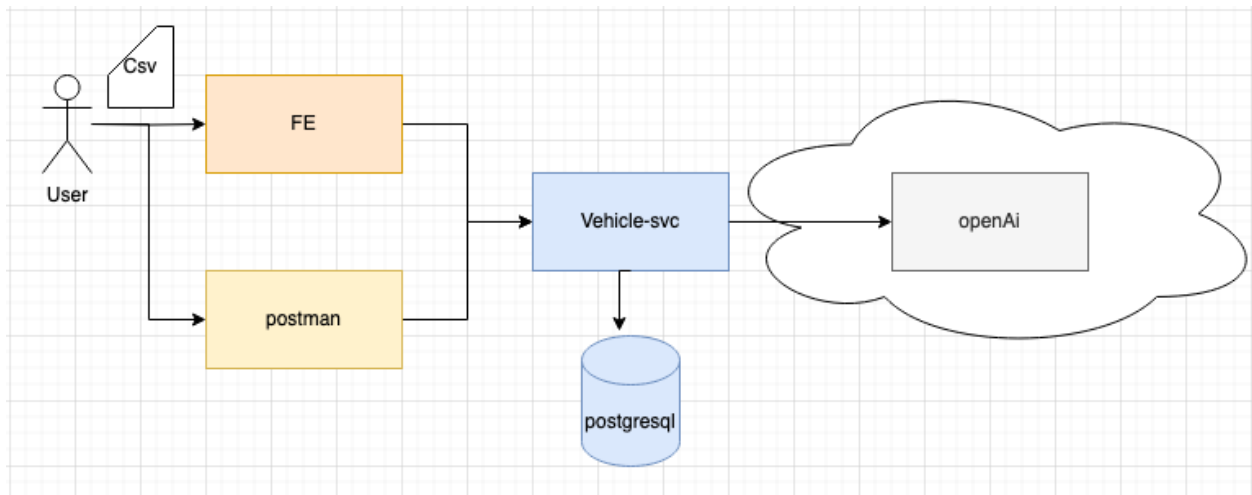 Csv
User
FE
postman
Vehicle-svc
postgresql
openAi